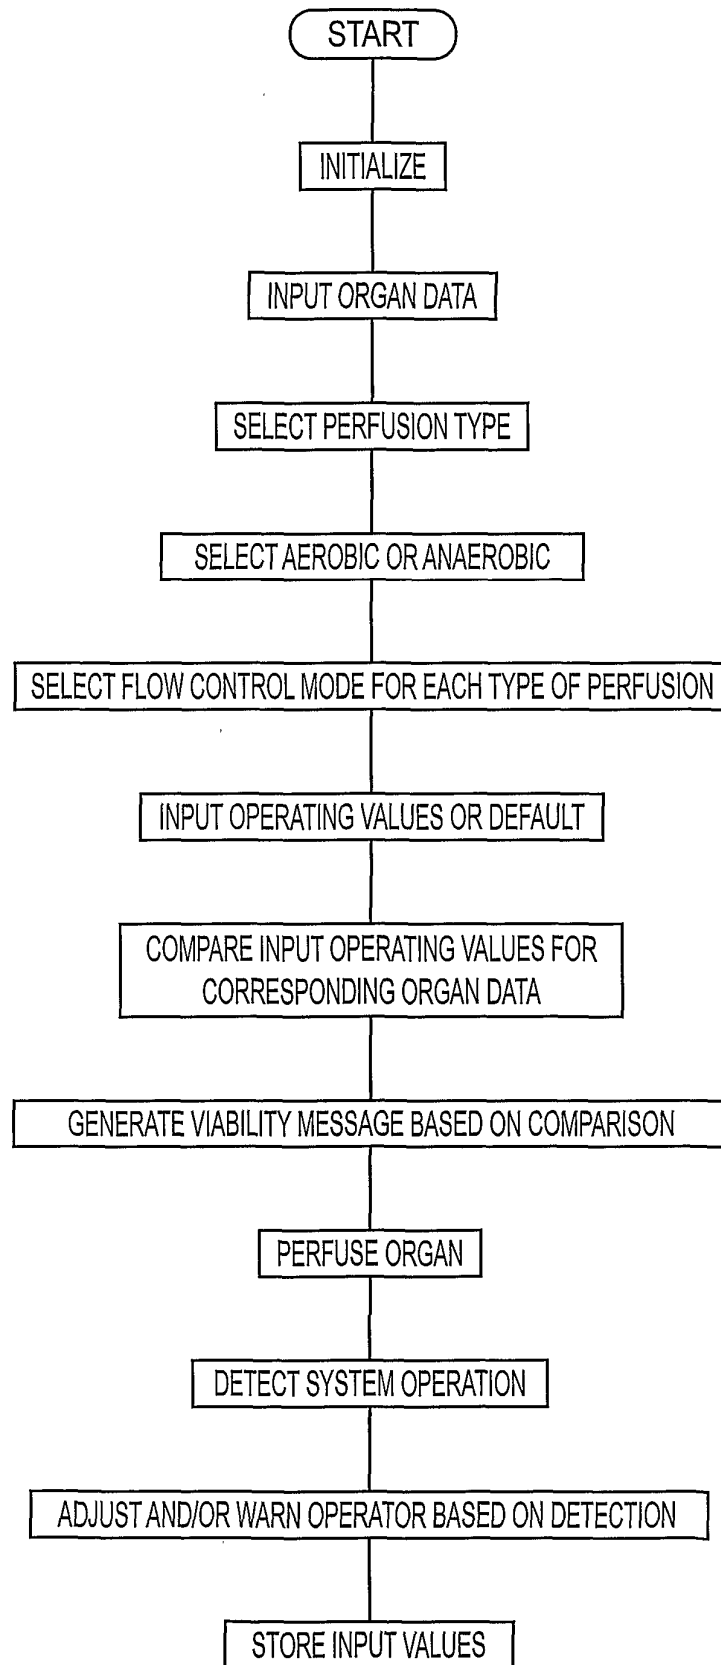 START
INITIALIZE
INPUT ORGAN DATA
SELECT PERFUSION TYPE
SELECT AEROBIC OR ANAEROBIC
SELECT FLOW CONTROL MODE FOR EACH TYPE OF PERFUSION
INPUT OPERATING VALUES OR DEFAULT
COMPARE INPUT OPERATING VALUES FOR
CORRESPONDING ORGAN DATA
GENERATE VIABILITY MESSAGE BASED ON COMPARISON
PERFUSE ORGAN
DETECT SYSTEM OPERATION
ADJUST AND/OR WARN OPERATOR BASED ON DETECTION
STORE INPUT VALUES